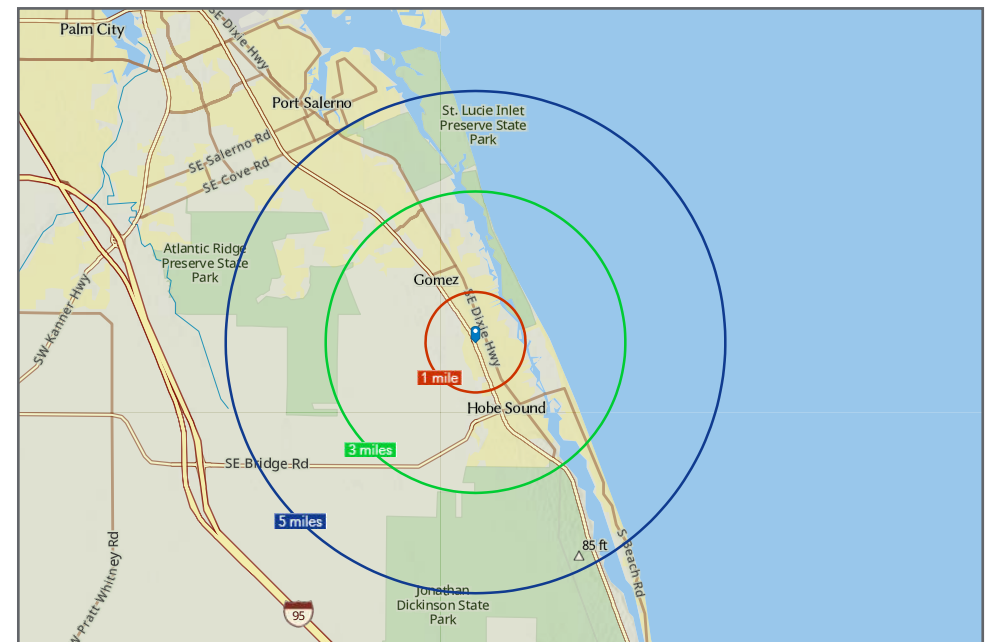 SE-Dixie-Hwy
Palm City
Port Salerno
St. Lucie Inlet
Preserve State
Park
SE-Salerno-Rd
SE-Cove-Rd
Atlantic Ridge
Preserve State
Park
Gomez
SE-Dixie-Hwy
SW-Kanner-Hwy
1 mile
Hobe Sound
3 miles
SE Bridge Rd
5 miles
85 ft
S-Beach-Rd
W-Pratt-Whitney-Rd
Jonathan
Dickinson State
Park
95